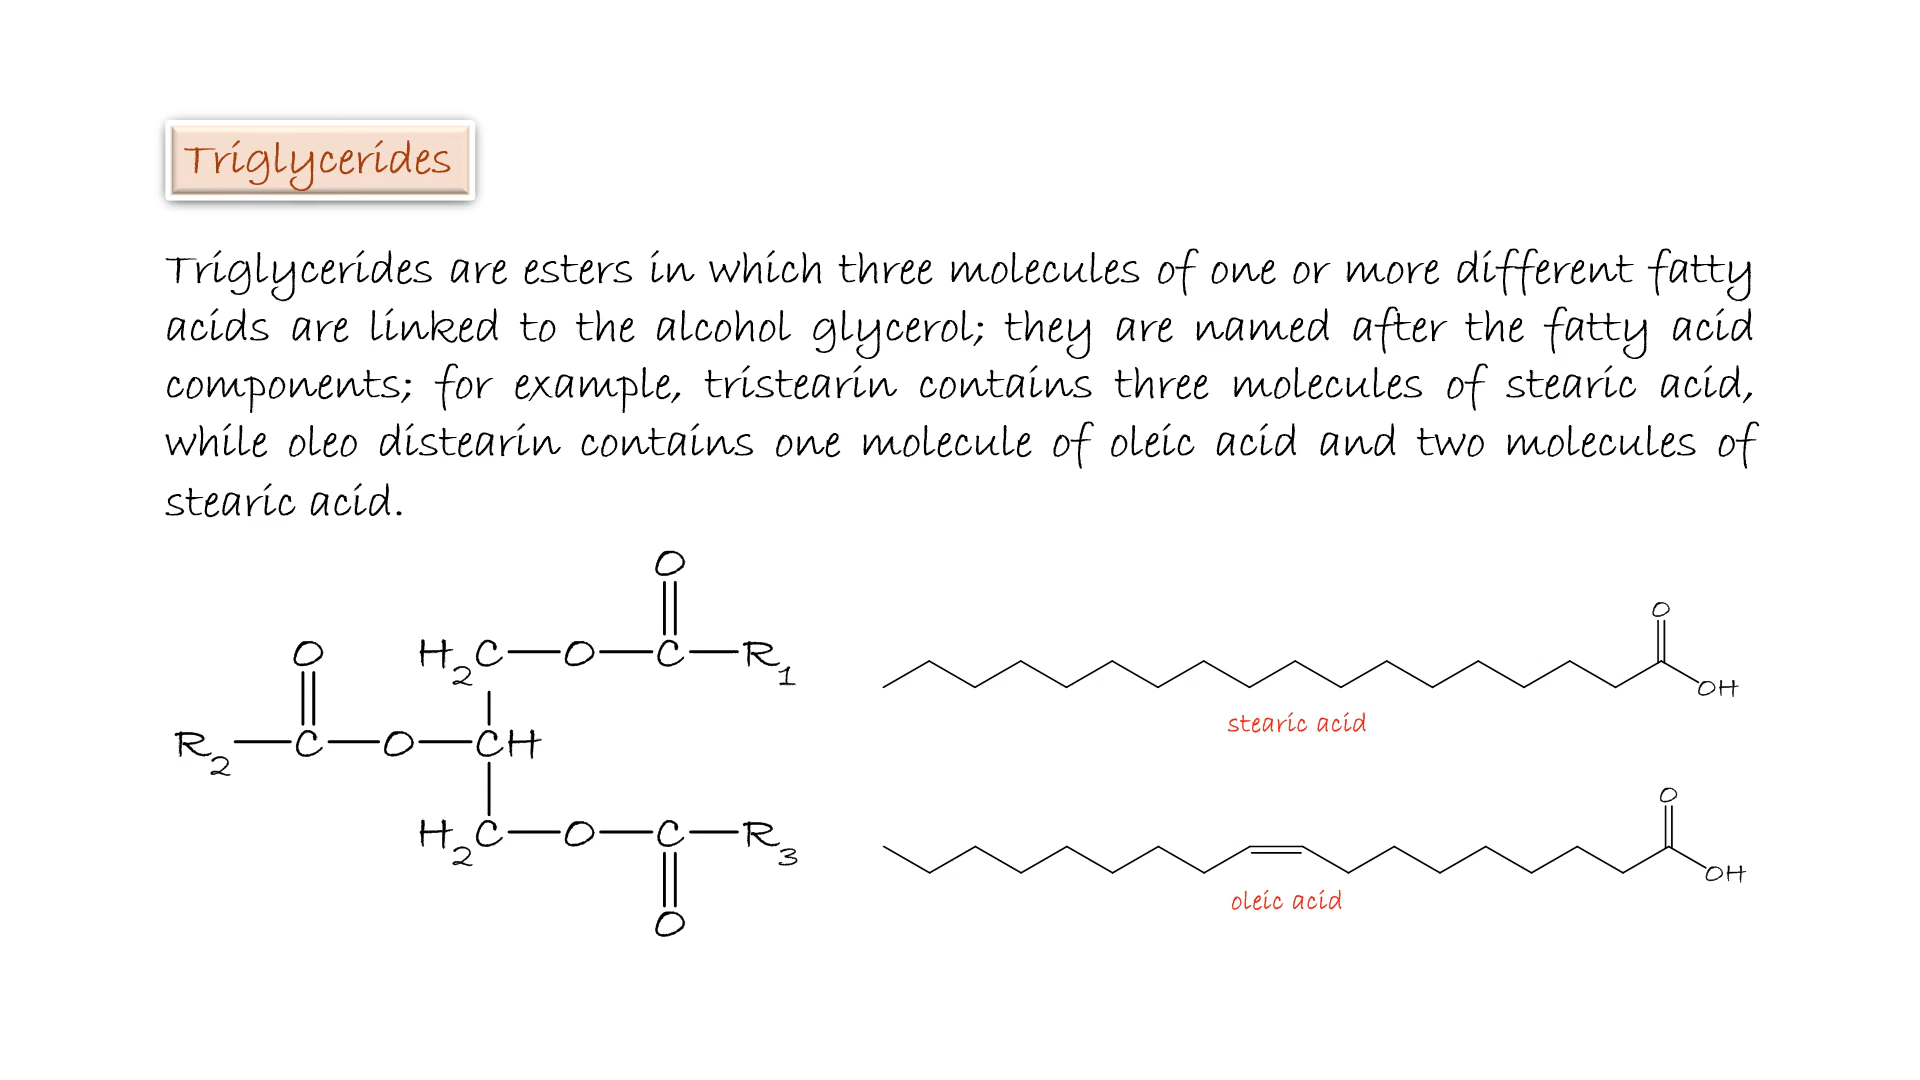 Triglycerides
Triglycerides are esters in which three molecules of one or more different fatty
acids are linked to the alcohol glycerol; they are named after the fatty acid
components; for example, tristearin contains three molecules of stearic acid,
while oleo distearin contains one molecule of oleic acid and two molecules of
stearic acid.
O
H2C—O—C—R1
O
R2—C—O—CH
H2C—O—C—R3
O
O
OH
stearic acid
O
OH
oleic acid